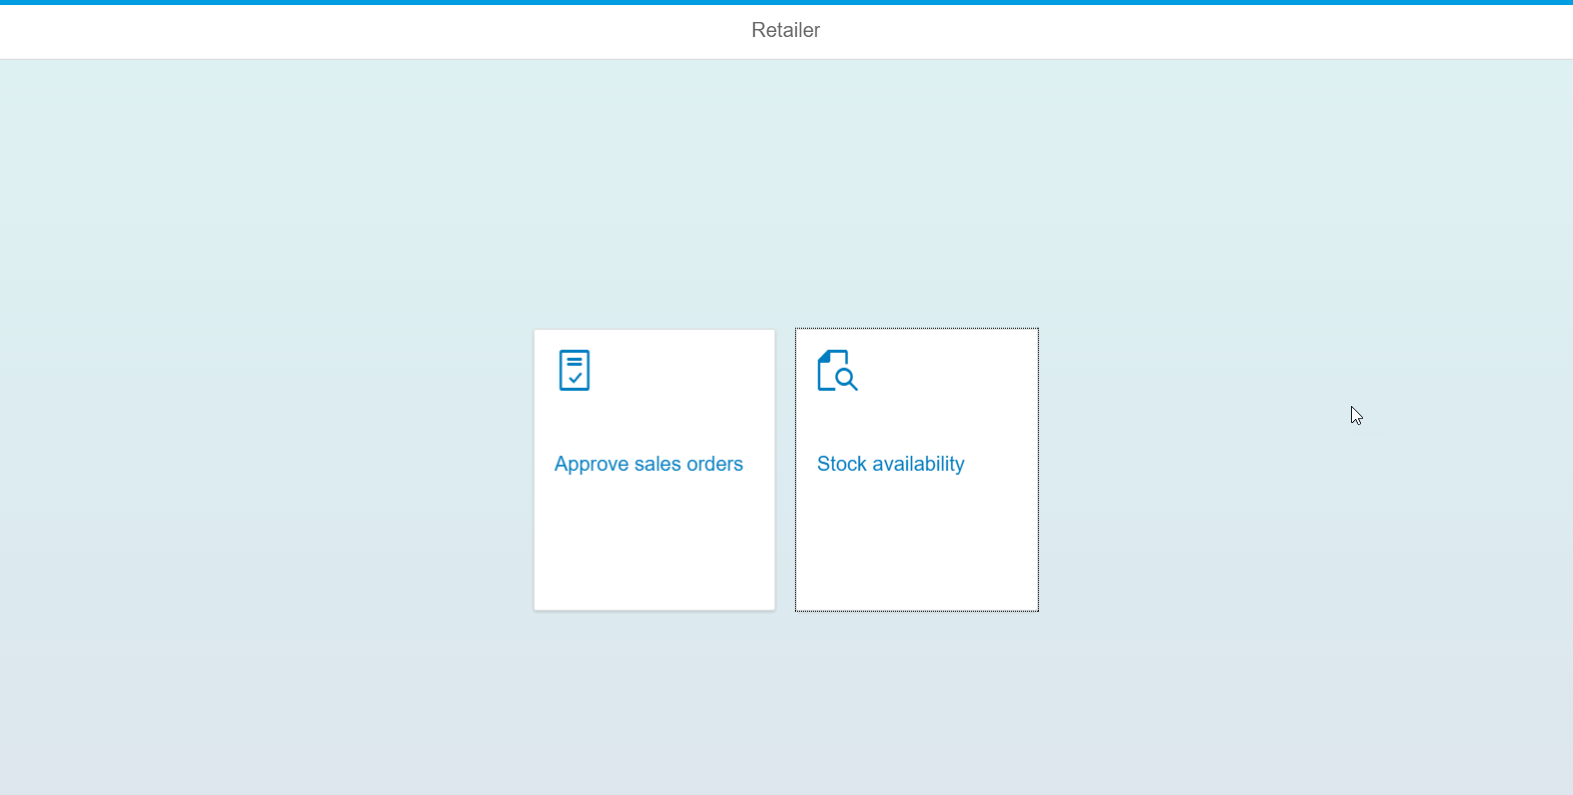 Retailer
Approve sales orders
Stock availability